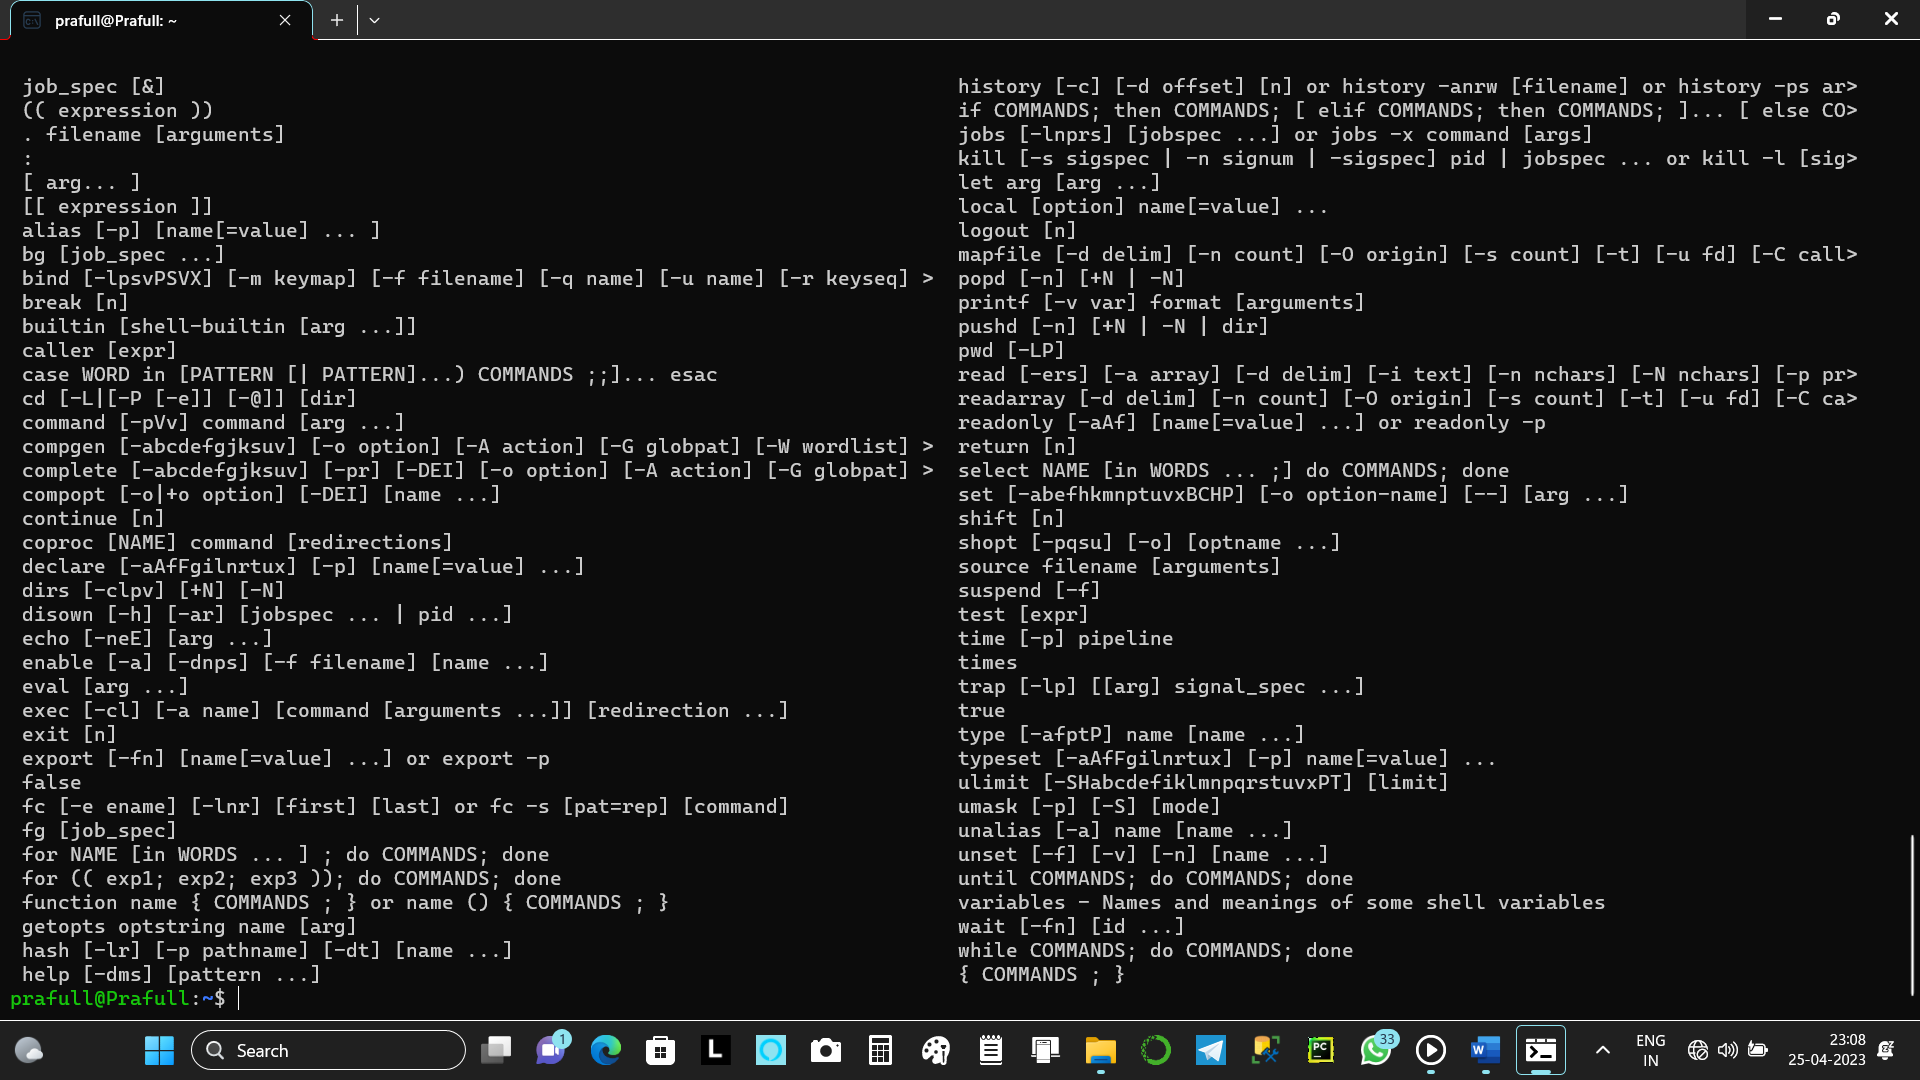 prafull@Prafull: ~
job_spec [&]
(( expression ))
. filename [arguments]
:
[ arg... ]
[[ expression ]]
alias [-p] [name[=value] ... ]
bg [job_spec ...]
bind [-lpsvPSVX] [-m keymap] [-f filename] [-q name] [-u name] [-r keyseq] >
break [n]
builtin [shell-builtin [arg ...]]
caller [expr]
case WORD in [PATTERN [| PATTERN]...) COMMANDS ;;]... esac
cd [-L|[-P [-e]] [-@]] [dir]
command [-pVv] command [arg ...]
compgen [-abcdefgjksuv] [-o option] [-A action] [-G globpat] [-W wordlist] >
complete [-abcdefgjksuv] [-pr] [-DEI] [-o option] [-A action] [-G globpat] >
compopt [-o|+o option] [-DEI] [name ...]
continue [n]
coproc [NAME] command [redirections]
declare [-aAfFgilnrtux] [-p] [name[=value] ...]
dirs [-clpv] [+N] [-N]
disown [-h] [-ar] [jobspec ... | pid ...]
echo [-neE] [arg ...]
enable [-a] [-dnps] [-f filename] [name ...]
eval [arg ...]
exec [-cl] [-a name] [command [arguments ...]] [redirection ...]
exit [n]
export [-fn] [name[=value] ...] or export -p
false
fc [-e ename] [-lnr] [first] [last] or fc -s [pat=rep] [command]
fg [job_spec]
for NAME [in WORDS ... ] ; do COMMANDS; done
for (( exp1; exp2; exp3 )); do COMMANDS; done
function name { COMMANDS ; } or name () { COMMANDS ; }
getopts optstring name [arg]
hash [-lr] [-p pathname] [-dt] [name ...]
help [-dms] [pattern ...]
history [-c] [-d offset] [n] or history -anrw [filename] or history -ps ar>
if COMMANDS; then COMMANDS; [ elif COMMANDS; then COMMANDS; ]... [ else CO>
jobs [-lnprs] [jobspec ...] or jobs -x command [args]
kill [-s sigspec | -n signum | -sigspec] pid | jobspec ... or kill -l [sig>
let arg [arg ...]
local [option] name[=value] ...
logout [n]
mapfile [-d delim] [-n count] [-O origin] [-s count] [-t] [-u fd] [-C call>
popd [-n] [+N | -N]
printf [-v var] format [arguments]
pushd [-n] [+N | -N | dir]
pwd [-LP]
read [-ers] [-a array] [-d delim] [-i text] [-n nchars] [-N nchars] [-p pr>
readarray [-d delim] [-n count] [-O origin] [-s count] [-t] [-u fd] [-C ca>
readonly [-aAf] [name[=value] ...] or readonly -p
return [n]
select NAME [in WORDS ... ;] do COMMANDS; done
set [-abefhkmnptuvxBCHP] [-o option-name] [--] [arg ...]
shift [n]
shopt [-pqsu] [-o] [optname ...]
source filename [arguments]
suspend [-f]
test [expr]
time [-p] pipeline
times
trap [-lp] [[arg] signal_spec ...]
true
type [-afptP] name [name ...]
typeset [-aAfFgilnrtux] [-p] name[=value] ...
ulimit [-SHabcdefiklmnpqrstuvxPT] [limit]
umask [-p] [-S] [mode]
unalias [-a] name [name ...]
unset [-f] [-v] [-n] [name ...]
until COMMANDS; do COMMANDS; done
variables - Names and meanings of some shell variables
wait [-fn] [id ...]
while COMMANDS; do COMMANDS; done
{ COMMANDS ; }
prafull@Prafull:~$
Search
1
L
PC
33
W
ENG
IN
23:08
25-04-2023